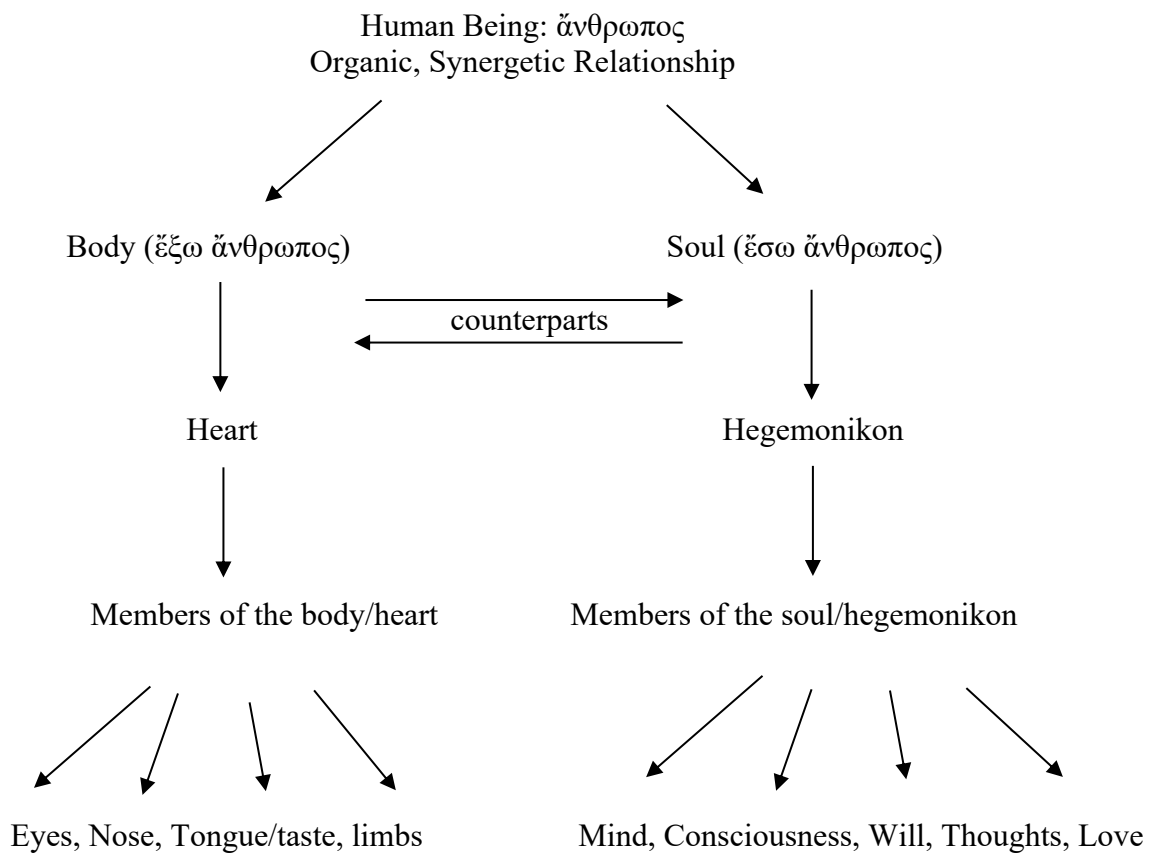 Human Being: ἄνθρωπος
Organic, Synergetic Relationship
Body (ἔξω ἄνθρωπος)
Soul (ἔσω ἄνθρωπος)
counterparts
Heart
Hegemonikon
Members of the body/heart
Members of the soul/hegemonikon
Eyes, Nose, Tongue/taste, limbs
Mind, Consciousness, Will, Thoughts, Love